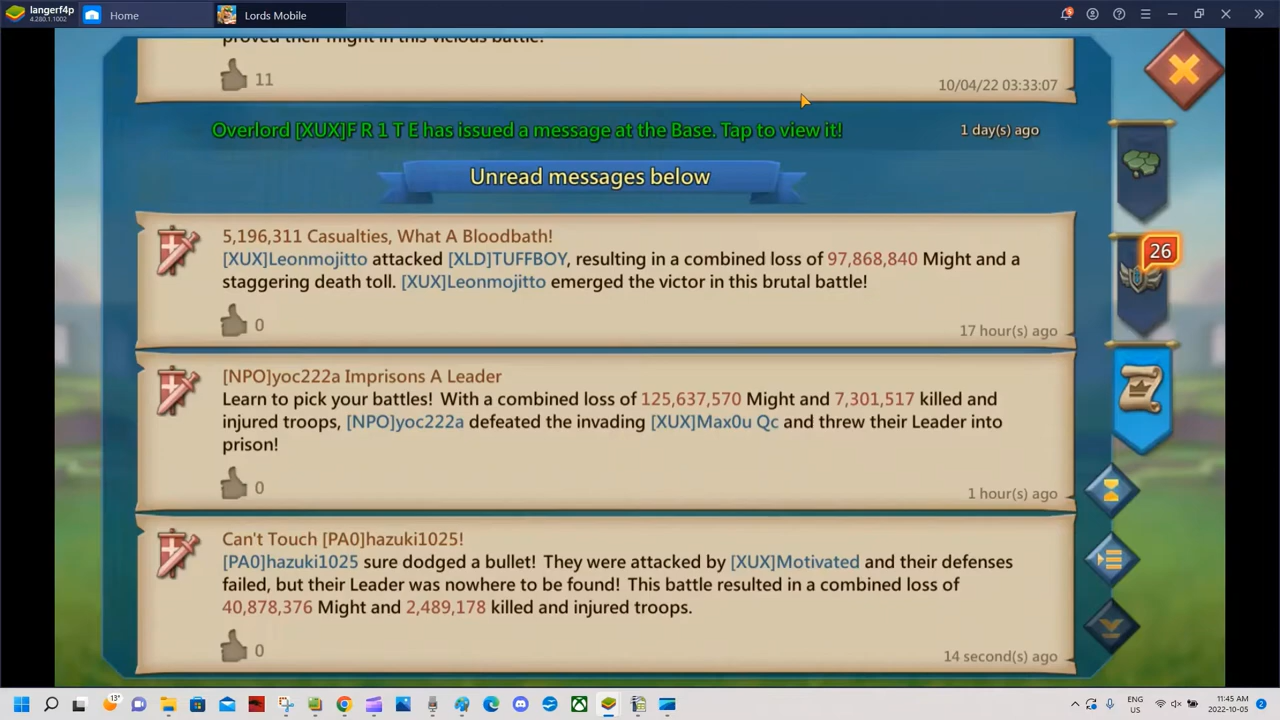 langerf4p
4.280.1.1002
Home
Lords Mobile
5
proved their might in this vicious battle!
11
10/04/22 03:33:07
Overlord [XUX]F R 1 T E has issued a message at the Base. Tap to view it!
1 day(s) ago
Unread messages below
26
5,196,311 Casualties, What A Bloodbath!
[XUX]Leonmojitto attacked [XLD]TUFFBOY, resulting in a combined loss of 97,868,840 Might and a
staggering death toll. [XUX]Leonmojitto emerged the victor in this brutal battle!
0
17 hour(s) ago
[NPO]yoc222a Imprisons A Leader
Learn to pick your battles! With a combined loss of 125,637,570 Might and 7,301,517 killed and
injured troops, [NPO]yoc222a defeated the invading [XUX]Max0u Qc and threw their Leader into
prison!
0
1 hour(s) ago
Can't Touch [PA0]hazuki1025!
[PA0]hazuki1025 sure dodged a bullet! They were attacked by [XUX]Motivated and their defenses
failed, but their Leader was nowhere to be found! This battle resulted in a combined loss of
40,878,376 Might and 2,489,178 killed and injured troops.
0
14 second(s) ago
13°
ENG
US
11:45 AM
2022-10-05
2